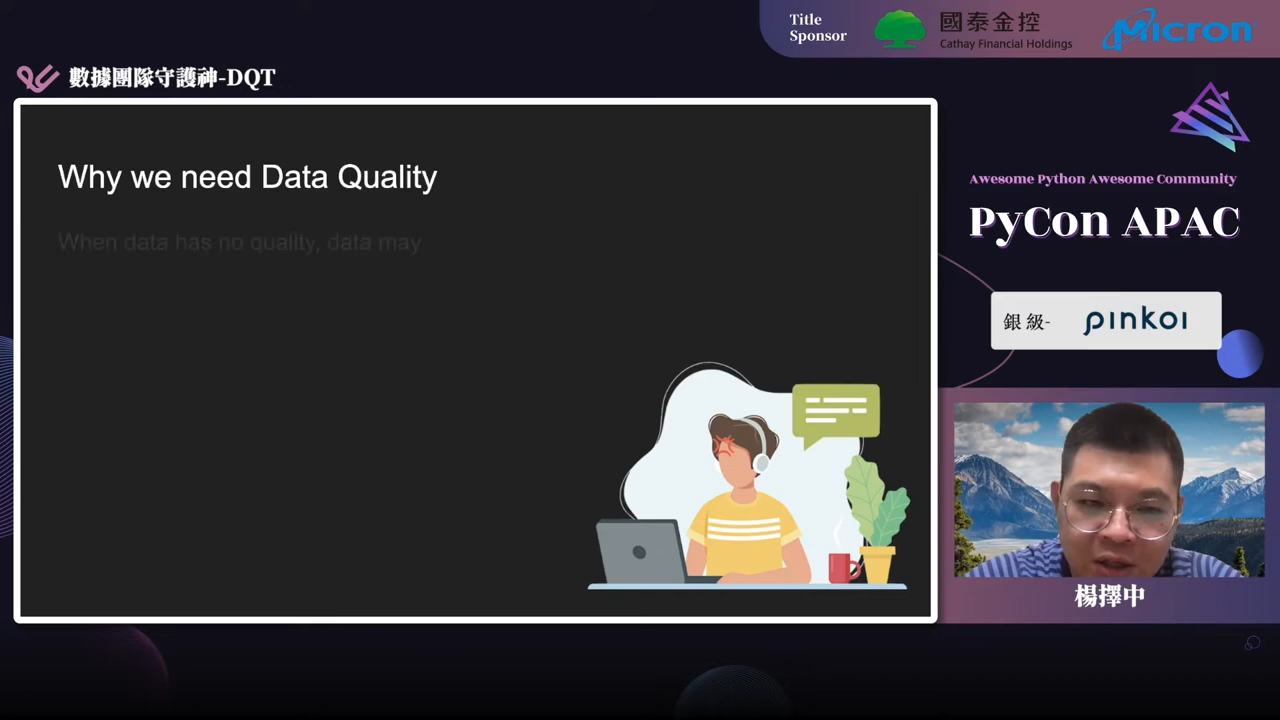 Title
Sponsor
國泰金控
Cathay Financial Holdings
Micron
數據團隊守護神-DQT
Why we need Data Quality
When data has no quality, data may
Awesome Python Awesome Community
PyCon APAC
銀級-
pinkoi
楊擇中